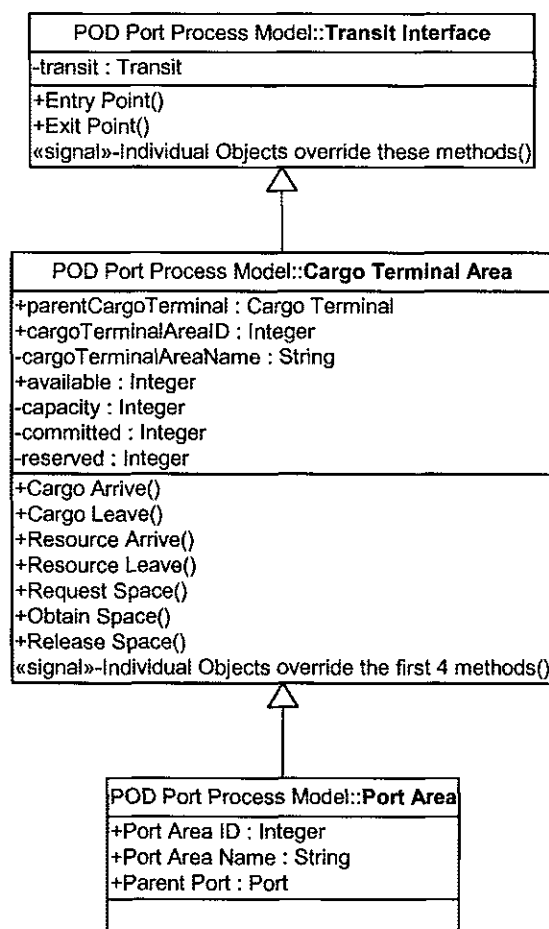 POD Port Process Model::Transit Interface
-transit : Transit
+Entry Point()
+Exit Point()
«signal»-Individual Objects override these methods()
POD Port Process Model::Cargo Terminal Area
+parentCargoTerminal : Cargo Terminal
+cargoTerminalAreaID : Integer
-cargoTerminalAreaName : String
+available : Integer
-capacity : Integer
-committed : Integer
-reserved : Integer
+Cargo Arrive()
+Cargo Leave()
+Resource Arrive()
+Resource Leave()
+Request Space()
+Obtain Space()
+Release Space()
«signal»-Individual Objects override the first 4 methods()
POD Port Process Model::Port Area
+Port Area ID : Integer
+Port Area Name : String
+Parent Port : Port